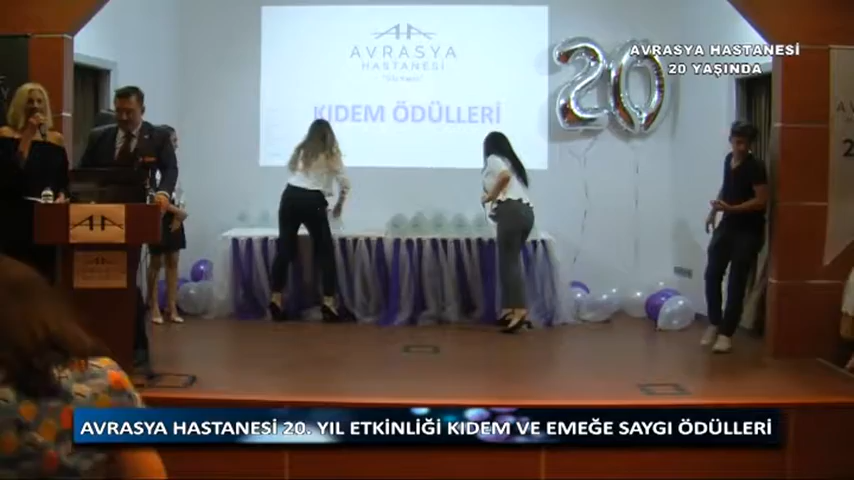 AVRASYA
HASTANESİ
KIDEM ÖDÜLLERİ
20
AVRASYA HASTANESİ
20 YAŞINDA
AVRASYA HASTANESİ 20. YIL ETKİNLİĞİ KIDEM VE EMEĞE SAYGI ÖDÜLLERİ